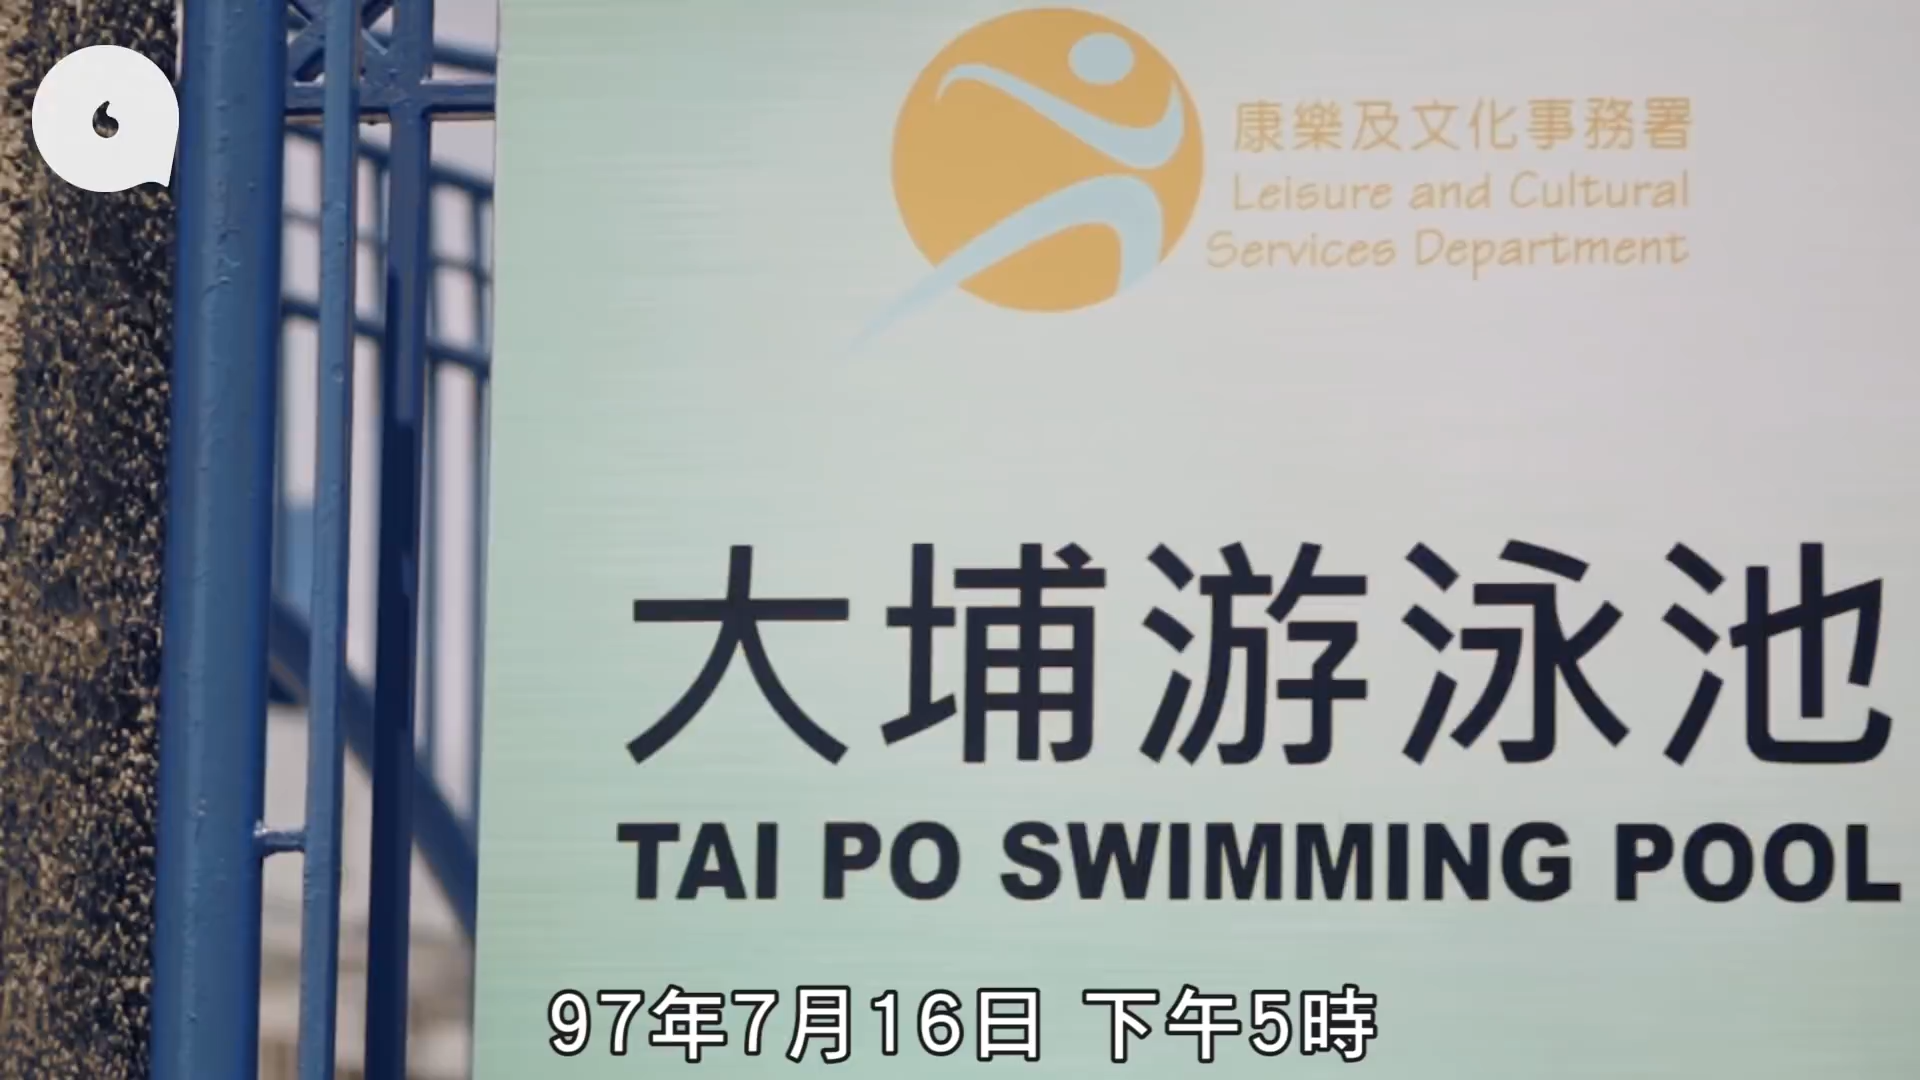 康樂及文化事務署
Leisure and Cultural
Services Department
大埔游泳池
TAI PO SWIMMING POOL
97年7月16日 下午5時